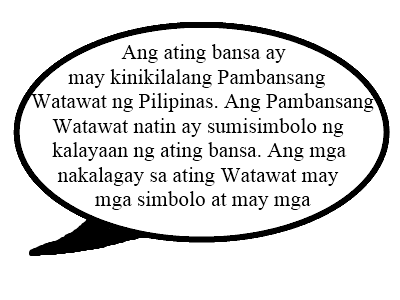 Ang ating bansa ay
may kinikilalang Pambansang
Watawat ng Pilipinas. Ang Pambansang
Watawat natin ay sumisimbolo ng
kalayaan ng ating bansa. Ang mga
nakalagay sa ating Watawat may
mga simbolo at may mga